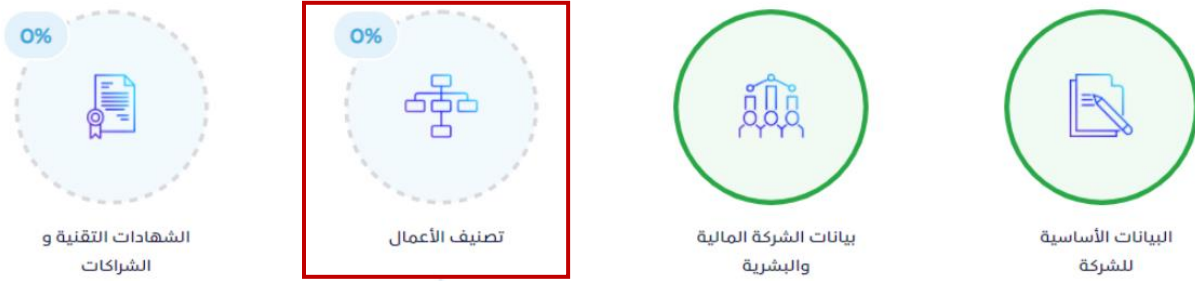 البيانات الأساسية
للشركة
بيانات الشركة المالية
والبشرية
0%
تصنيف الأعمال
0%
الشهادات التقنية و
الشراكات